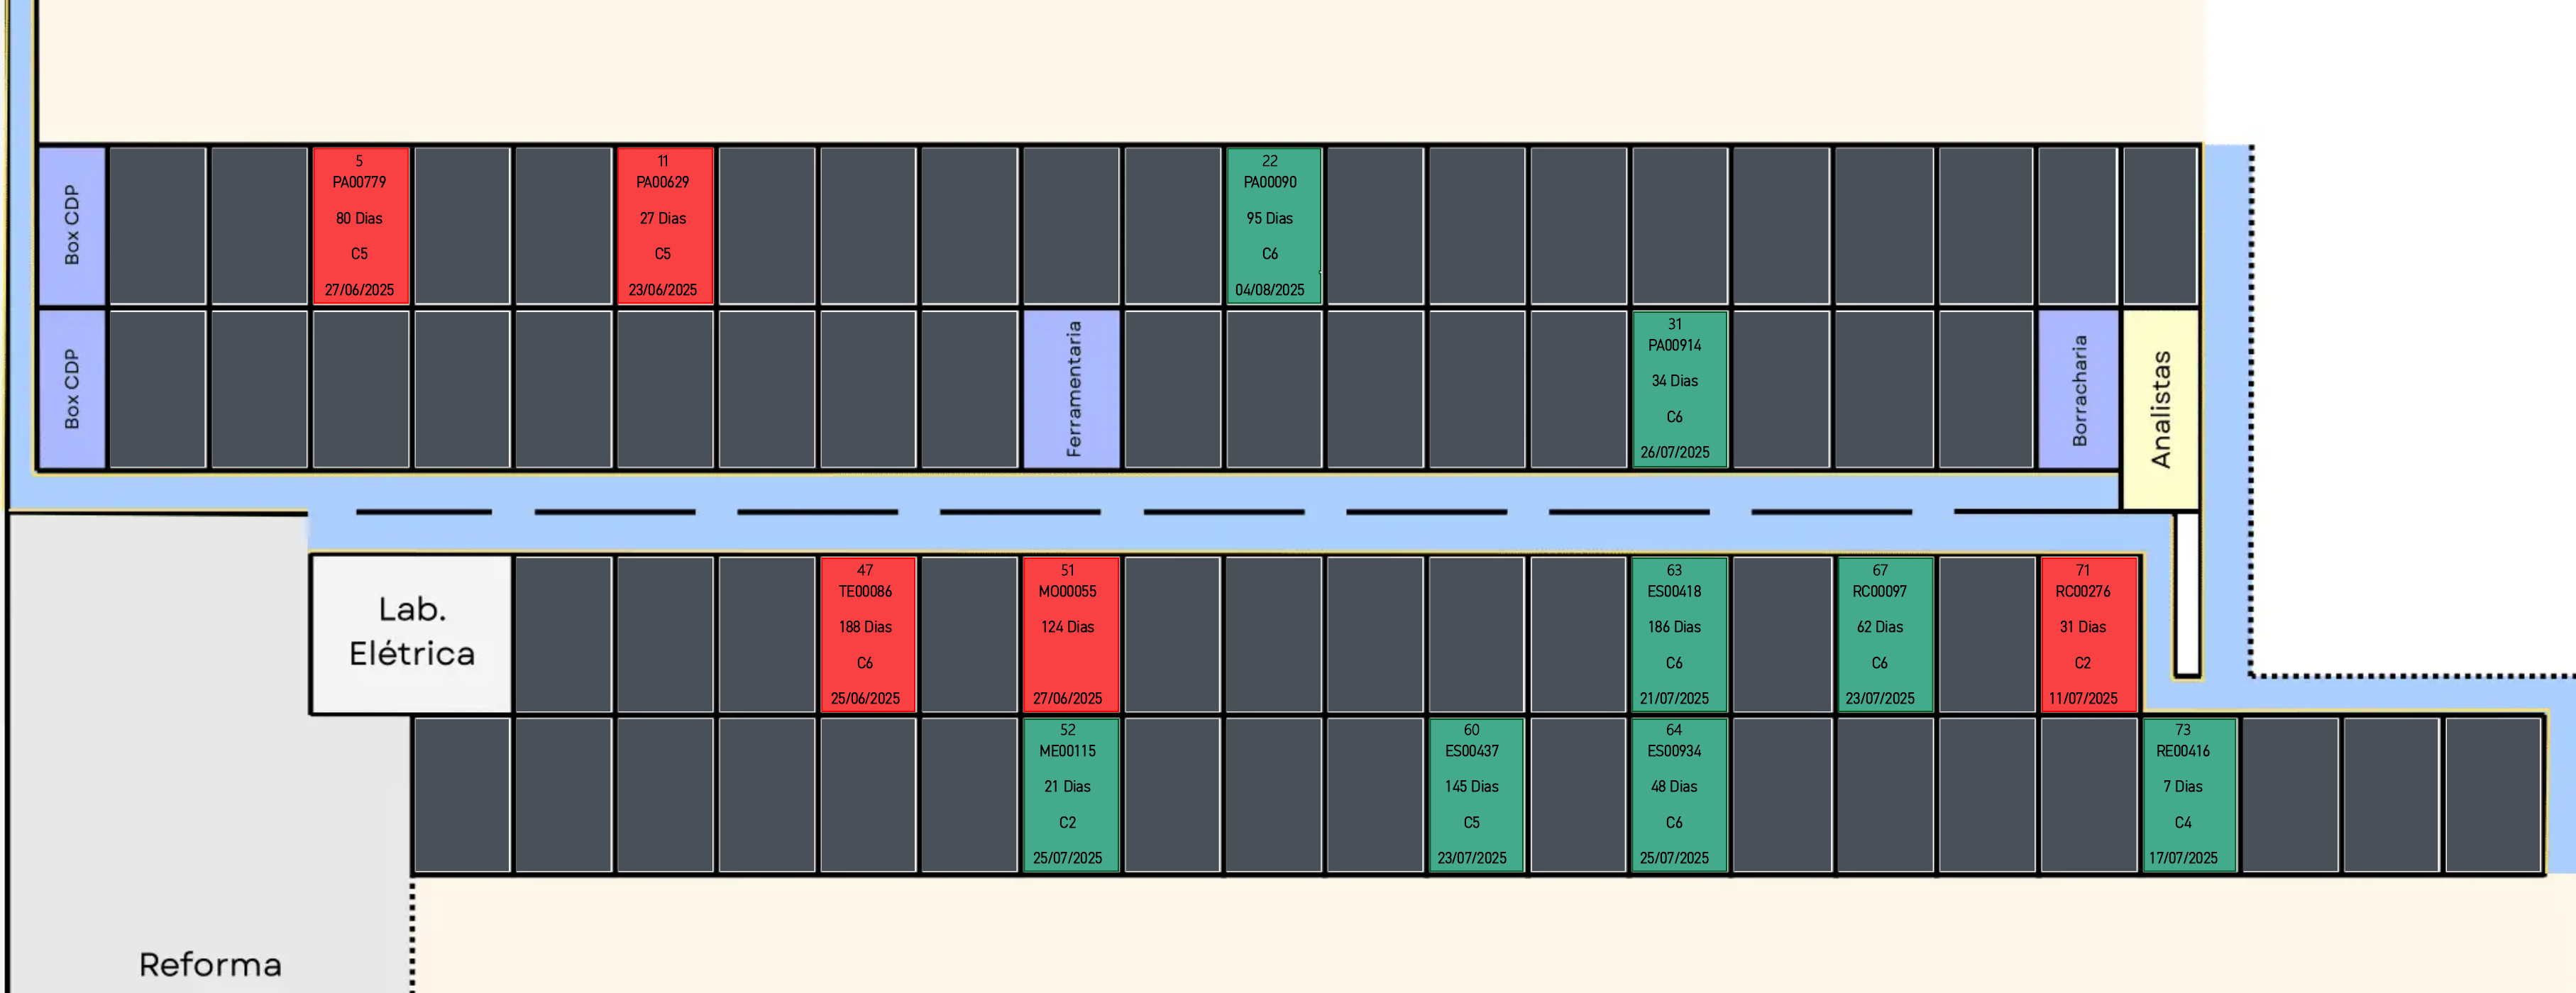 Box CDP
5
PA00779
80 Dias
C5
27/06/2025
11
PA00629
27 Dias
C5
23/06/2025
22
PA00090
95 Dias
C6
04/08/2025
Box CDP
Ferramentaria
31
PA00914
34 Dias
C6
26/07/2025
Borracharia
Analistas
Lab.
Elétrica
47
TE00086
188 Dias
C6
25/06/2025
51
MO00055
124 Dias
27/06/2025
63
ES00418
186 Dias
C6
21/07/2025
67
RC00097
62 Dias
C6
23/07/2025
71
RC00276
31 Dias
C2
11/07/2025
52
ME00115
21 Dias
C2
25/07/2025
60
ES00437
145 Dias
C5
23/07/2025
64
ES00934
48 Dias
C6
25/07/2025
73
RE00416
7 Dias
C4
17/07/2025
Reforma